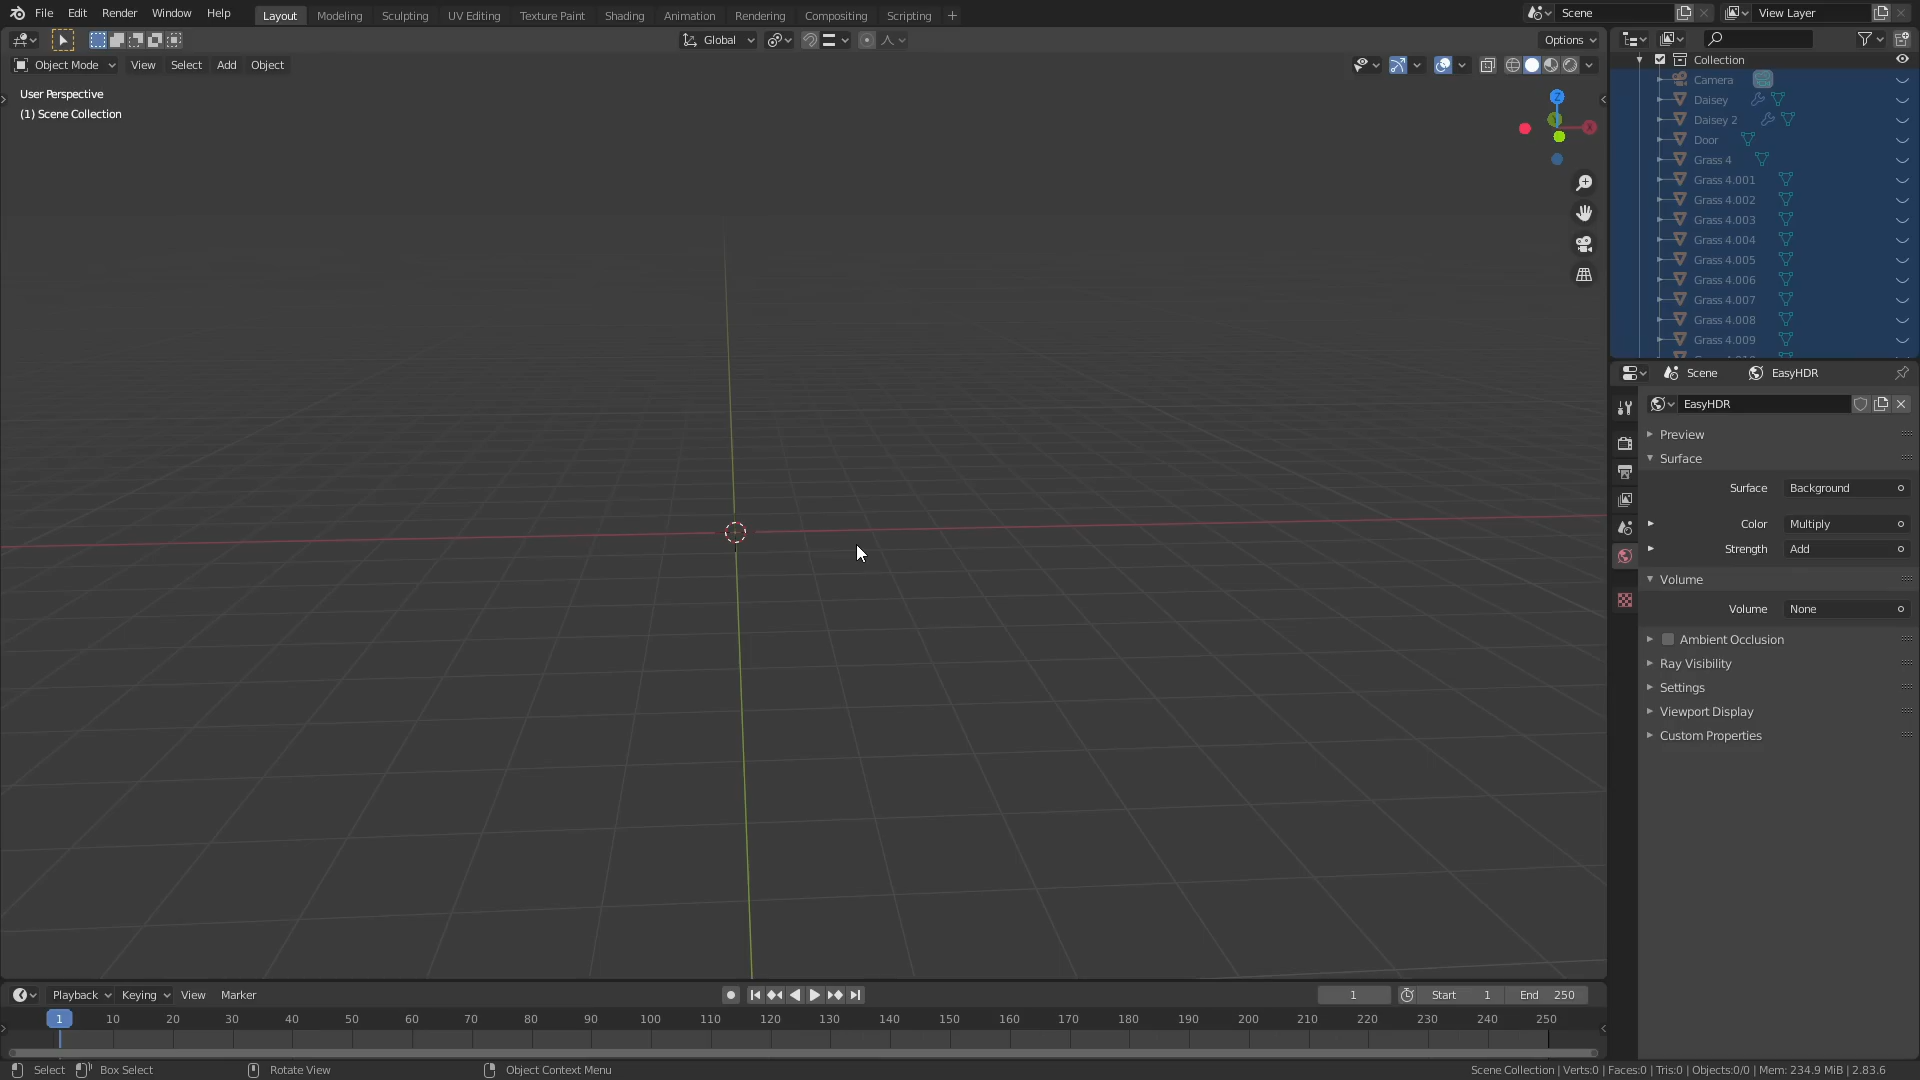 File Edit Render Window Help Layout Modeling Sculpting UV Editing Texture Paint Shading Animation Rendering Compositing Scripting + Scene View Layer
Global Options
Object Mode View Select Add Object
User Perspective
(1) Scene Collection
Z
X
Collection
Camera
Daisey
Daisey 2
Door
Grass 4
Grass 4.001
Grass 4.002
Grass 4.003
Grass 4.004
Grass 4.005
Grass 4.006
Grass 4.007
Grass 4.008
Grass 4.009
Scene EasyHDR
EasyHDR
Preview
Surface
Surface Background
Color Multiply
Strength Add
Volume
Volume None
Ambient Occlusion
Ray Visibility
Settings
Viewport Display
Custom Properties
Playback Keying View Marker 1 Start 1 End 250
1 10 20 30 40 50 60 70 80 90 100 110 120 130 140 150 160 170 180 190 200 210 220 230 240 250
Select Box Select Rotate View Object Context Menu Scene Collection | Verts:0 | Faces:0 | Tris:0 | Objects:0/0 | Mem: 234.9 MiB | 2.83.6